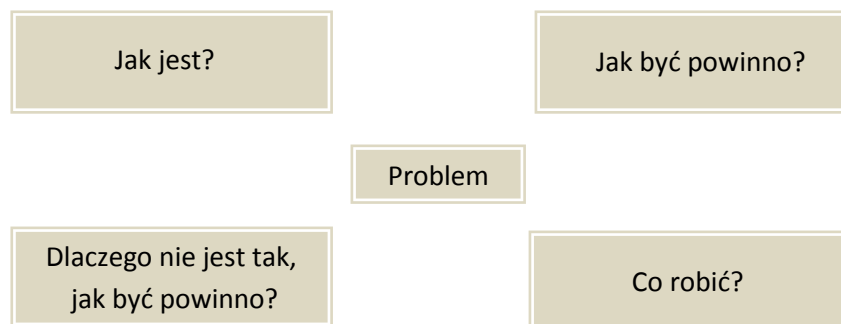 Jak jest?
Jak być powinno?
Problem
Dlaczego nie jest tak,
jak być powinno?
Co robić?